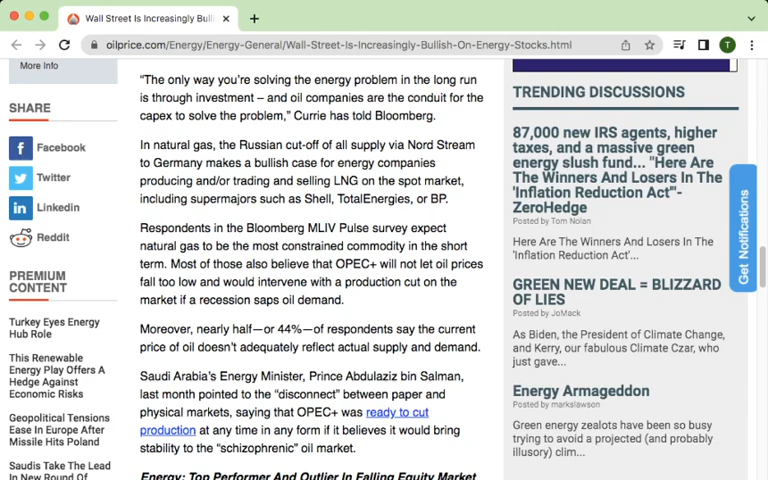 Wall Street Is Increasingly Bulli
oilprice.com/Energy/Energy-General/Wall-Street-Is-Increasingly-Bullish-On-Energy-Stocks.html
T
More Info
SHARE
Facebook
Twitter
Linkedin
Reddit
PREMIUM
CONTENT
Turkey Eyes Energy
Hub Role
This Renewable
Energy Play Offers A
Hedge Against
Economic Risks
Geopolitical Tensions
Ease In Europe After
Missile Hits Poland
Saudis Take The Lead
In New Round Of
“The only way you’re solving the energy problem in the long run
is through investment – and oil companies are the conduit for the
capex to solve the problem,” Currie has told Bloomberg.
In natural gas, the Russian cut-off of all supply via Nord Stream
to Germany makes a bullish case for energy companies
producing and/or trading and selling LNG on the spot market,
including supermajors such as Shell, TotalEnergies, or BP.
Respondents in the Bloomberg MLIV Pulse survey expect
natural gas to be the most constrained commodity in the short
term. Most of those also believe that OPEC+ will not let oil prices
fall too low and would intervene with a production cut on the
market if a recession saps oil demand.
Moreover, nearly half—or 44%—of respondents say the current
price of oil doesn’t adequately reflect actual supply and demand.
Saudi Arabia’s Energy Minister, Prince Abdulaziz bin Salman,
last month pointed to the “disconnect” between paper and
physical markets, saying that OPEC+ was ready to cut
production at any time in any form if it believes it would bring
stability to the “schizophrenic” oil market.
Energy: Top Performer And Outlier In Falling Equity Market
TRENDING DISCUSSIONS
87,000 new IRS agents, higher
taxes, and a massive green
energy slush fund... "Here Are
The Winners And Losers In The
'Inflation Reduction Act'"-
ZeroHedge
Posted by Tom Nolan
Here Are The Winners And Losers In The
'Inflation Reduction Act'...
GREEN NEW DEAL = BLIZZARD
OF LIES
Posted by JoMack
As Biden, the President of Climate Change,
and Kerry, our fabulous Climate Czar, who
just gave...
Energy Armageddon
Posted by markslawson
Green energy zealots have been so busy
trying to avoid a projected (and probably
illusory) clim...
Get Notifications